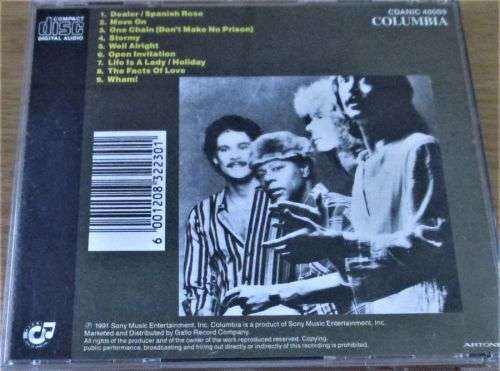 COMPACT
disc
DIGITAL AUDIO
CDANIC 40009
COLUMBIA
1. Dealer / Spanish Rose
2. Move On
3. One Chain (Don't Make No Prison)
4. Stormy
5. Well Alright
6. Open Invitation
7. Life Is A Lady / Holiday
8. The Facts Of Love
9. Wham!
6 001208 322301
℗ 1991 Sony Music Entertainment, Inc. Columbia is a product of Sony Music Entertainment, Inc.
Marketed and Distributed by Gallo Record Company.
All rights of the producer and of the owner of the work reproduced reserved. Copying,
public performance, broadcasting and hiring out directly or indirectly of this recording is prohibited.
ARTONE